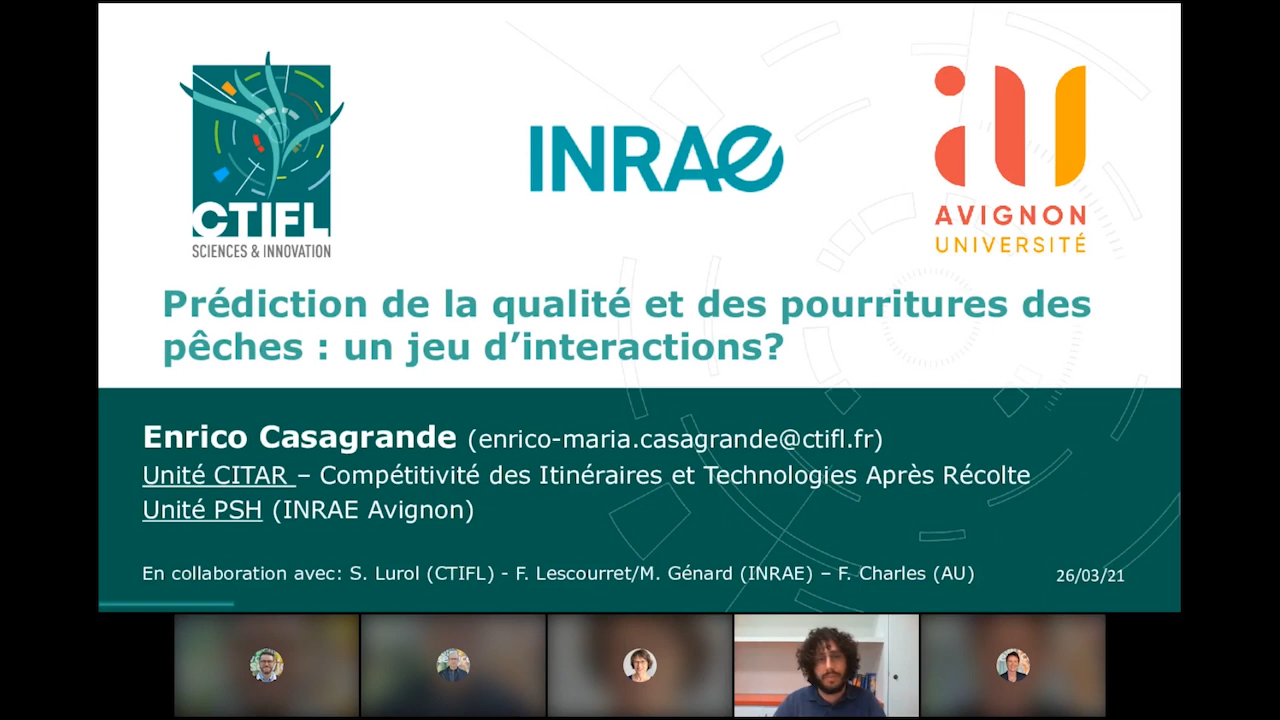 CTIFL
SCIENCES & INNOVATION
INRAE
AVIGNON
UNIVERSITÉ
Prédiction de la qualité et des pourritures des
pêches : un jeu d’interactions?
Enrico Casagrande (enrico-maria.casagrande@ctifl.fr)
Unité CITAR – Compétitivité des Itinéraires et Technologies Après Récolte
Unité PSH (INRAE Avignon)
En collaboration avec: S. Lurol (CTIFL) - F. Lescourret/M. Génard (INRAE) – F. Charles (AU)
26/03/21